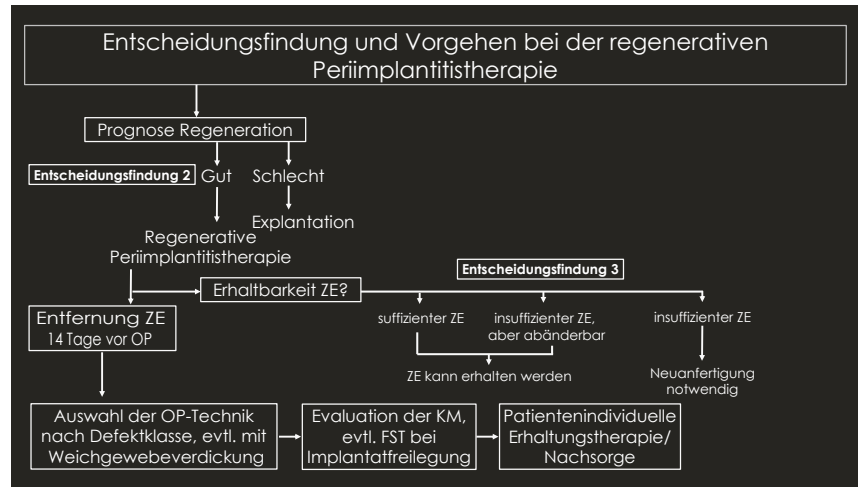 Entscheidungsfindung und Vorgehen bei der regenerativen
Periimplantitistherapie
Prognose Regeneration
Entscheidungsfindung 2
Gut
Schlecht
Explantation
Regenerative
Periimplantitistherapie
Entscheidungsfindung 3
Erhaltbarkeit ZE?
Entfernung ZE
14 Tage vor OP
suffizienter ZE
insuffizienter ZE,
aber abänderbar
insuffizienter ZE
ZE kann erhalten werden
Neuanfertigung
notwendig
Auswahl der OP-Technik
nach Defektklasse, evtl. mit
Weichgewebeverdickung
Evaluation der KM,
evtl. FST bei
Implantatfreilegung
Patientenindividuelle
Erhaltungstherapie/
Nachsorge